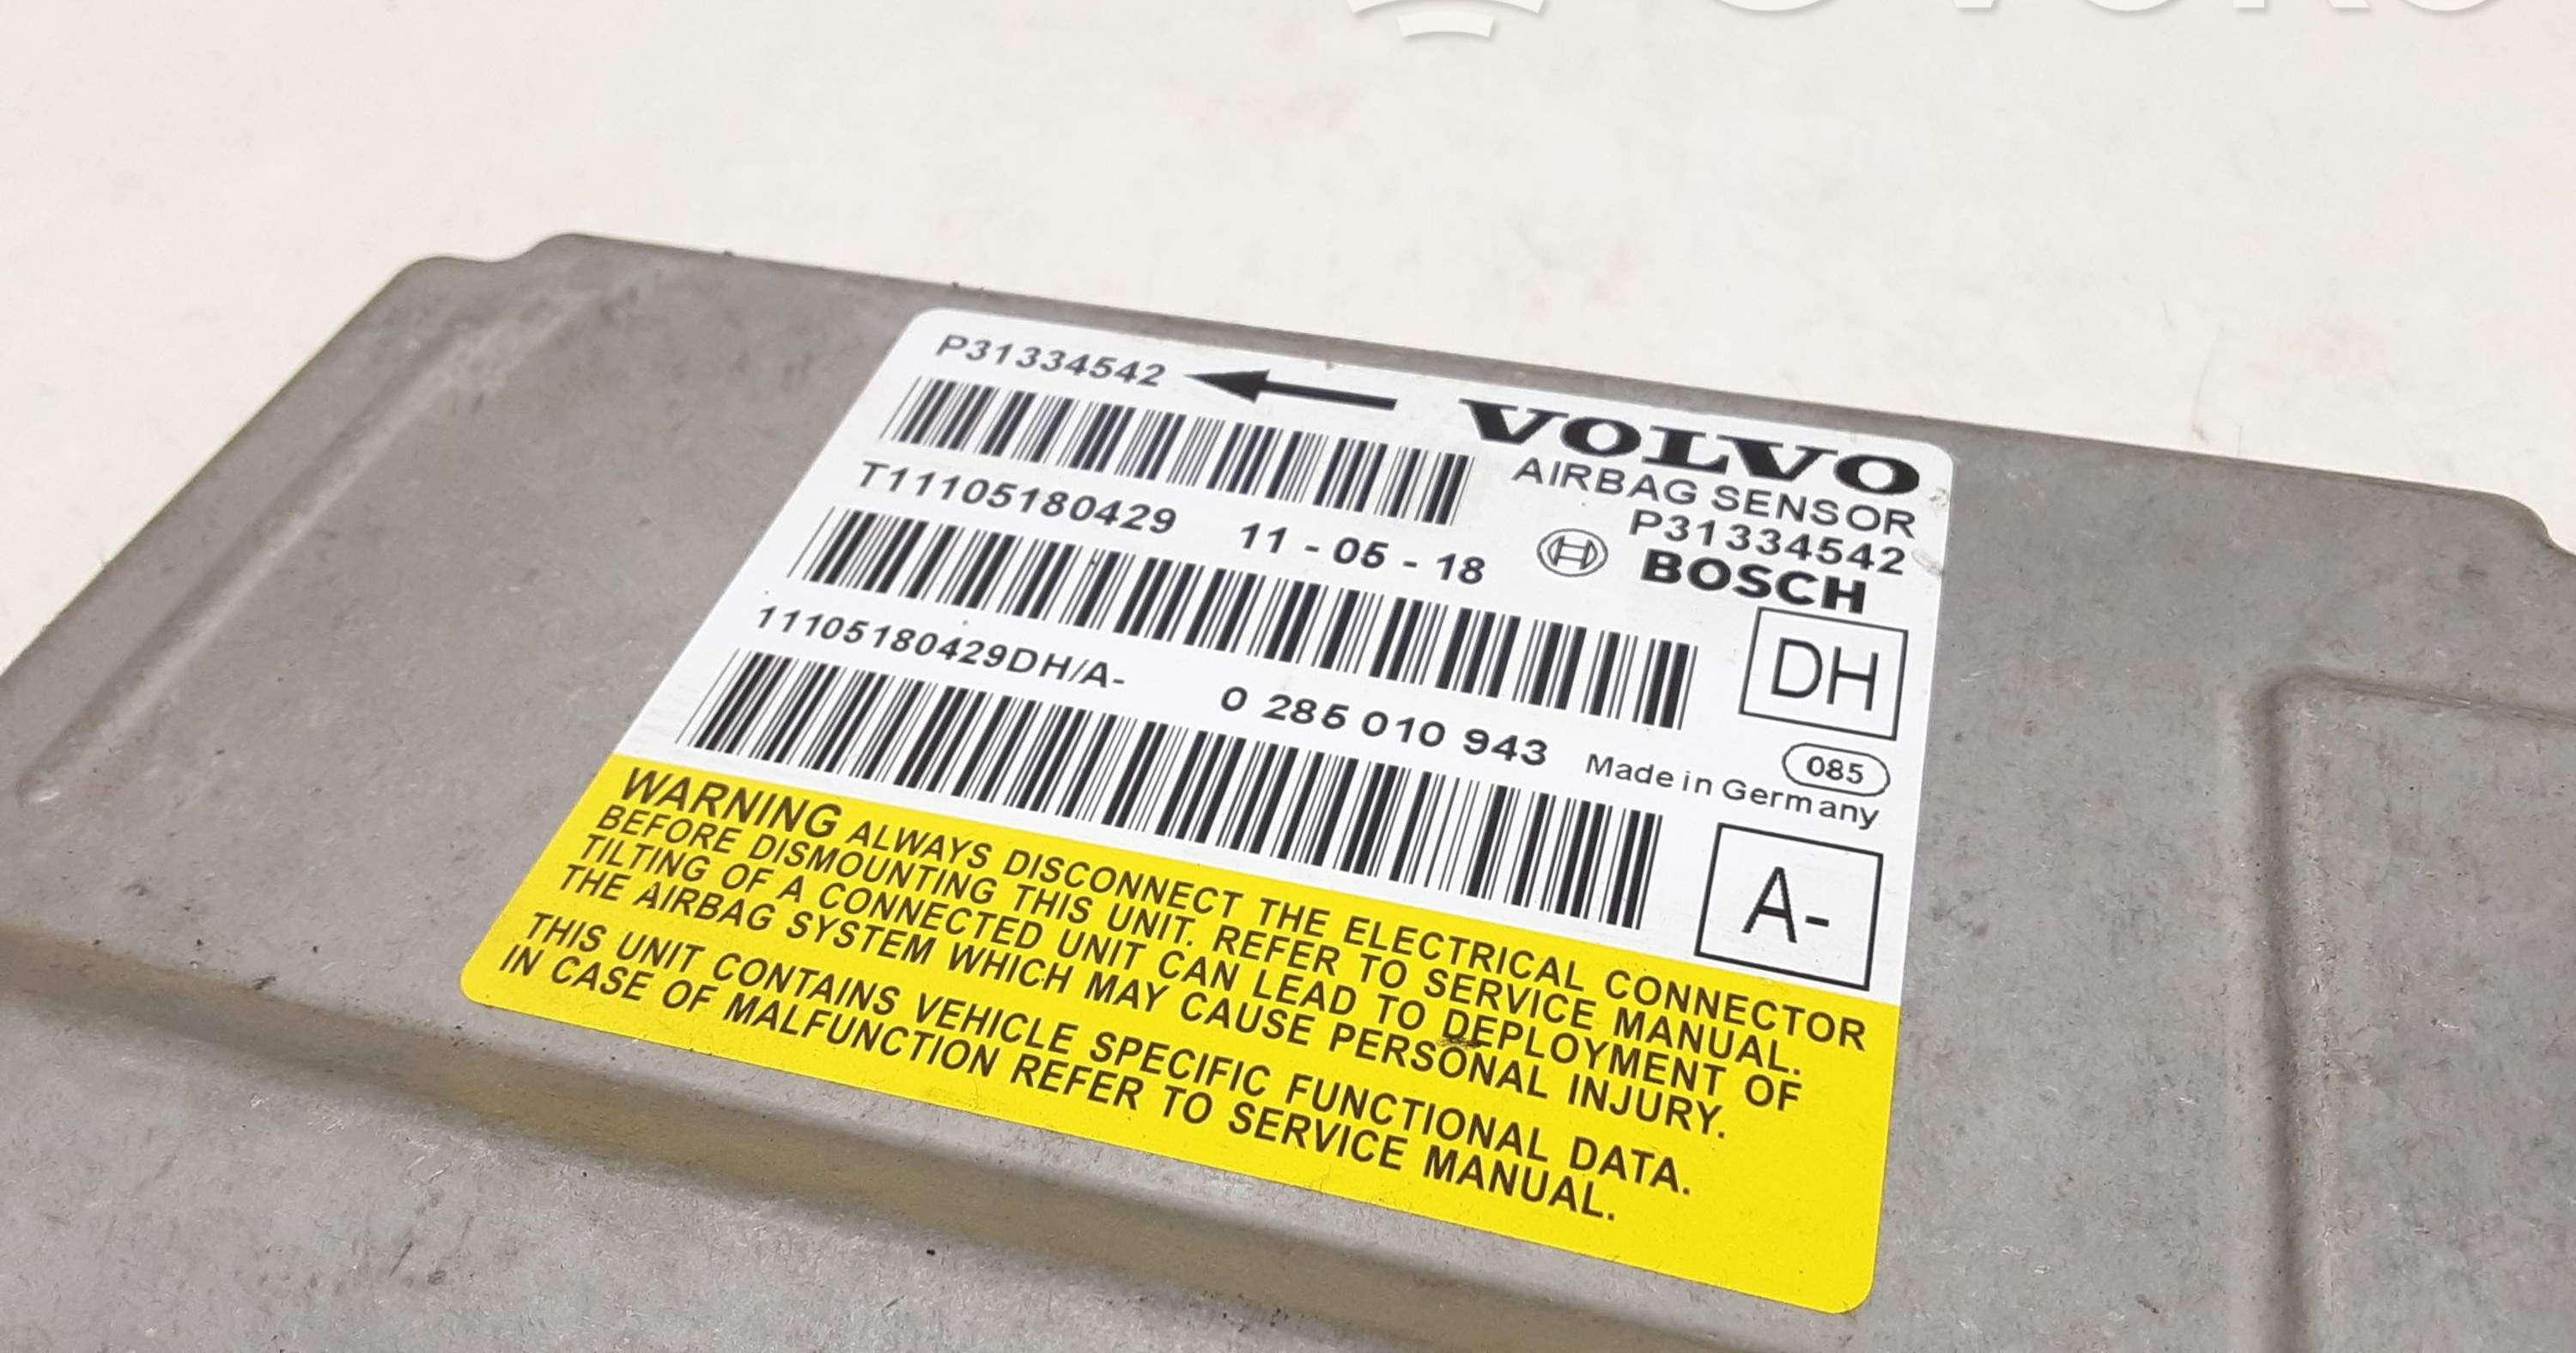 P31334542
VOLVO
AIRBAG SENSOR
P31334542
T11105180429 11 - 05 - 18
BOSCH
DH
11105180429DH/A-
0 285 010 943
085
Made in Germany
A-
WARNING ALWAYS DISCONNECT THE ELECTRICAL CONNECTOR
BEFORE DISMOUNTING THIS UNIT. REFER TO SERVICE MANUAL.
TILTING OF A CONNECTED UNIT CAN LEAD TO DEPLOYMENT OF
THE AIRBAG SYSTEM WHICH MAY CAUSE PERSONAL INJURY.
THIS UNIT CONTAINS VEHICLE SPECIFIC FUNCTIONAL DATA.
IN CASE OF MALFUNCTION REFER TO SERVICE MANUAL.